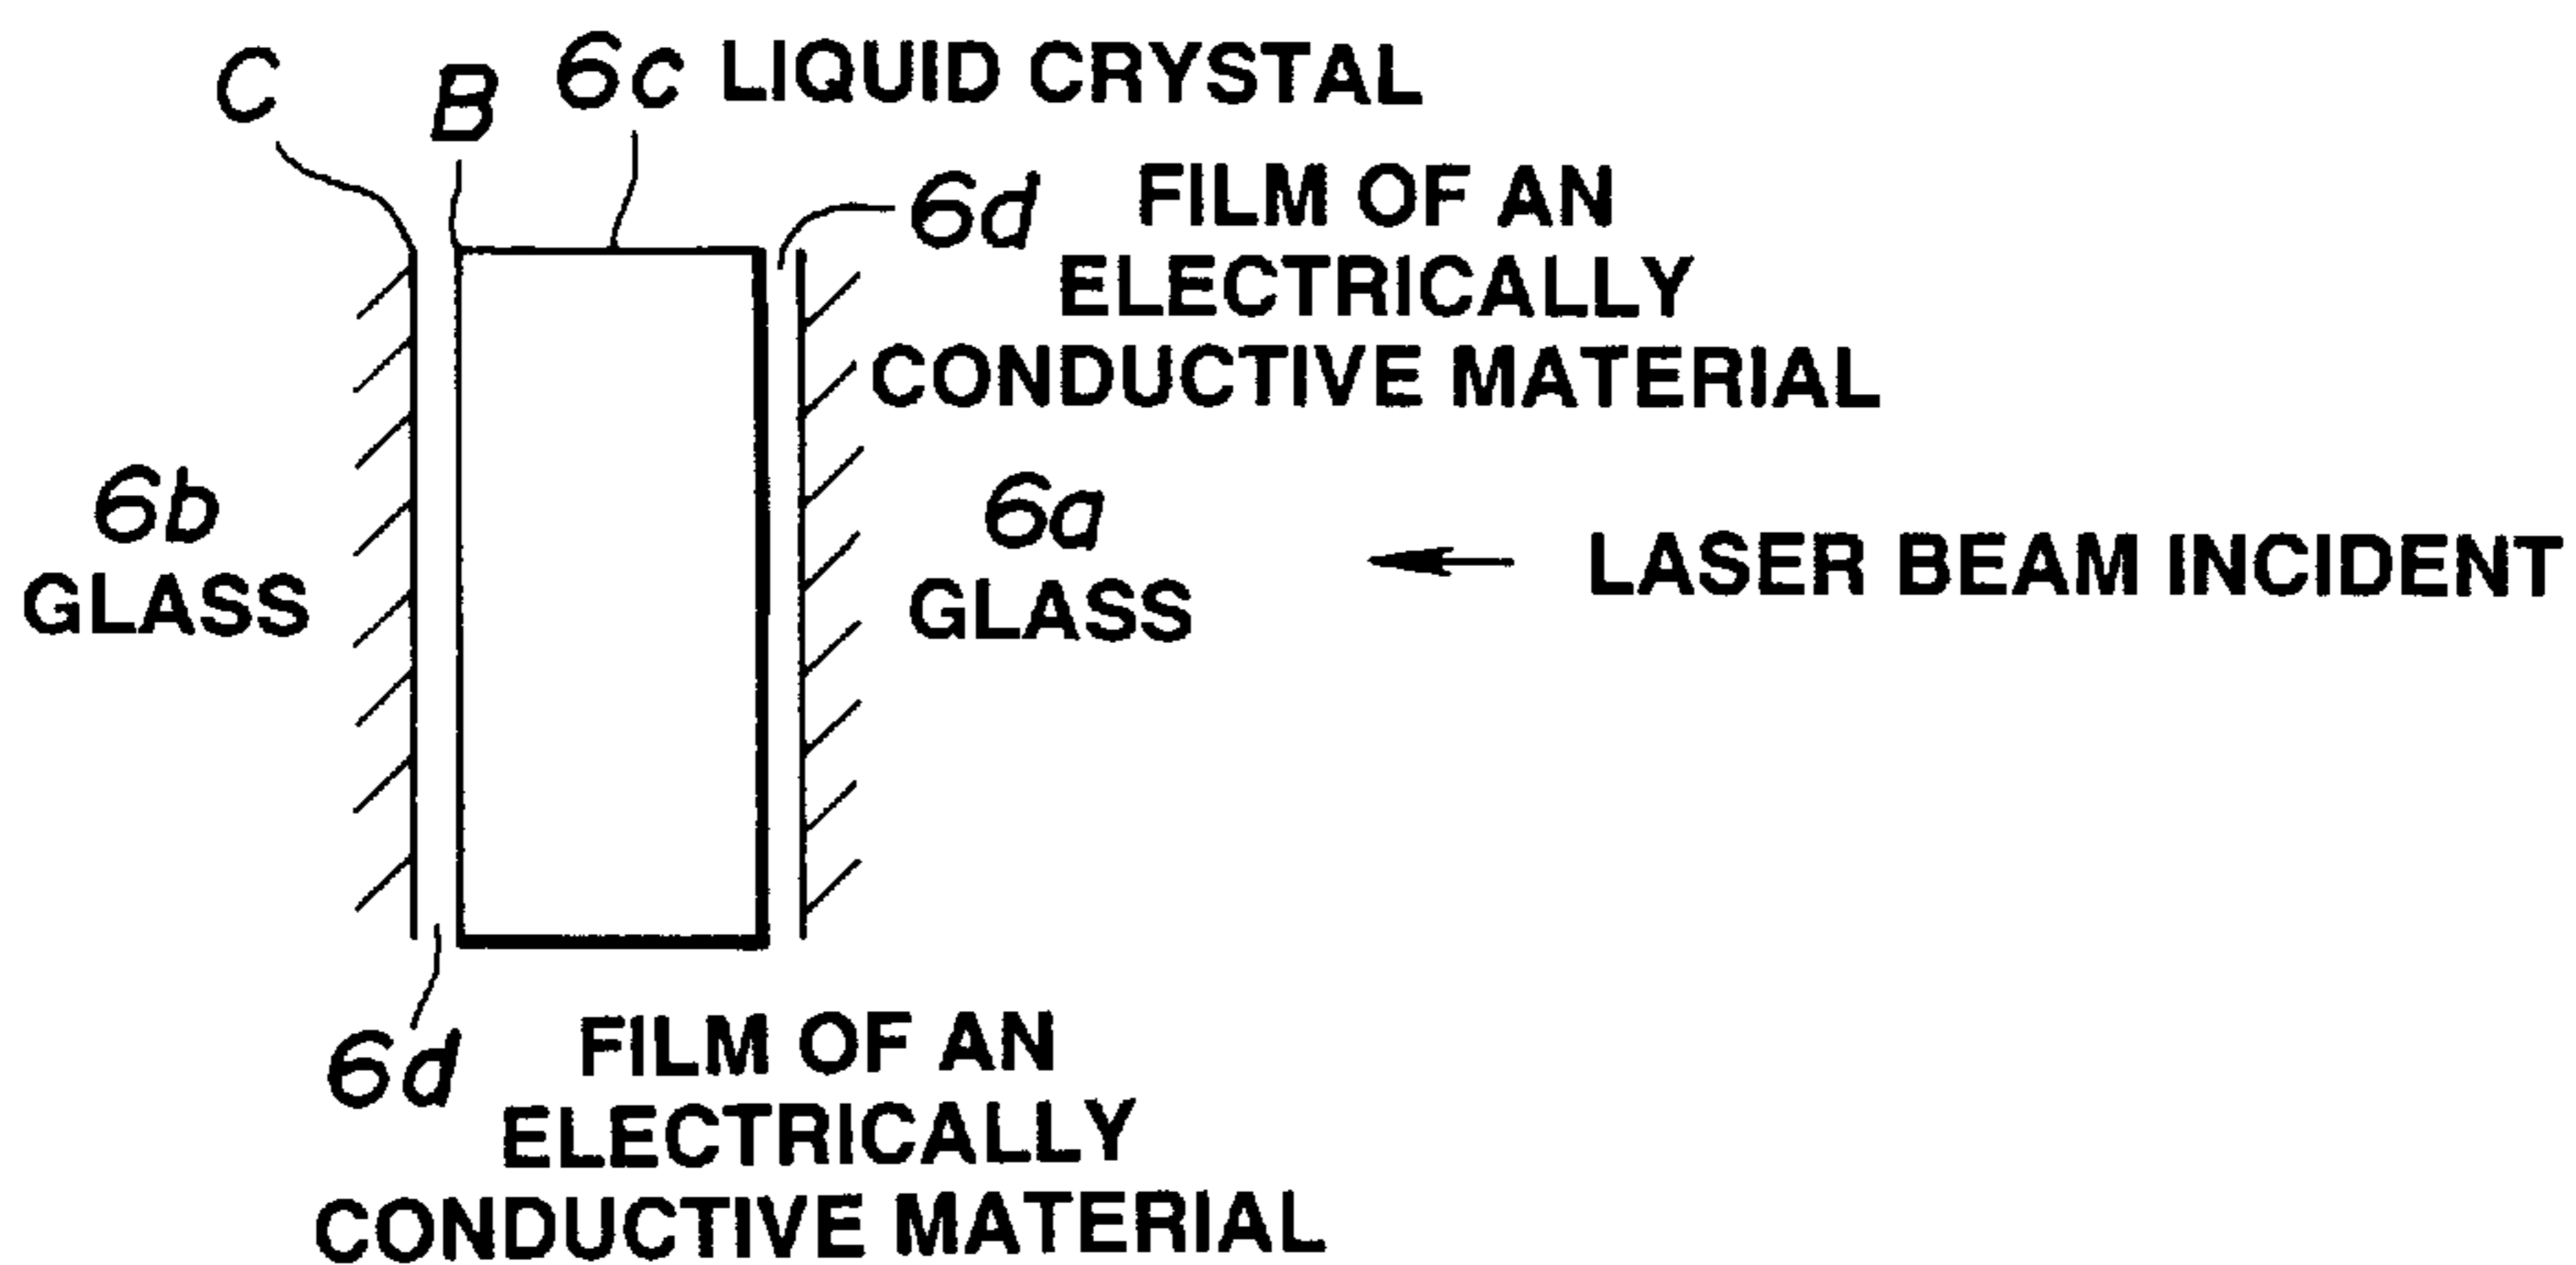 C
B
6c LIQUID CRYSTAL
6d FILM OF AN
ELECTRICALLY
CONDUCTIVE MATERIAL
6b
GLASS
6a
GLASS
LASER BEAM INCIDENT
6d FILM OF AN
ELECTRICALLY
CONDUCTIVE MATERIAL